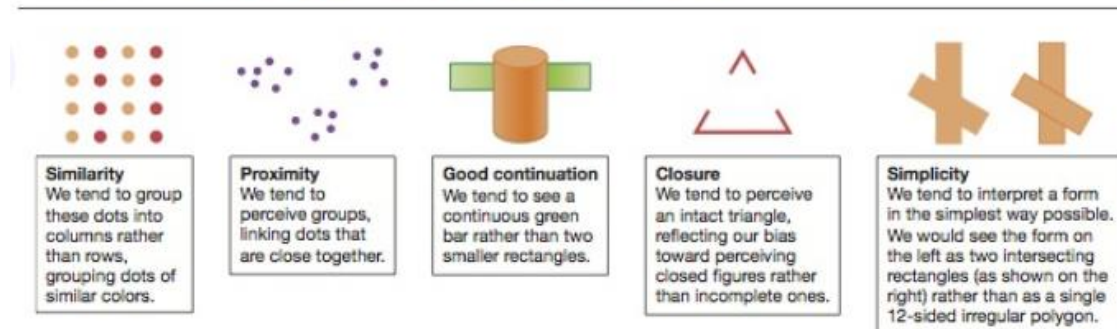 Similarity
We tend to group
these dots into
columns rather
than rows,
grouping dots of
similar colors.
Proximity
We tend to
perceive groups,
linking dots that
are close together.
Good continuation
We tend to see a
continuous green
bar rather than two
smaller rectangles.
Closure
We tend to perceive
an intact triangle,
reflecting our bias
toward perceiving
closed figures rather
than incomplete ones.
Simplicity
We tend to interpret a form
in the simplest way possible.
We would see the form on
the left as two intersecting
rectangles (as shown on the
right) rather than as a single
12-sided irregular polygon.